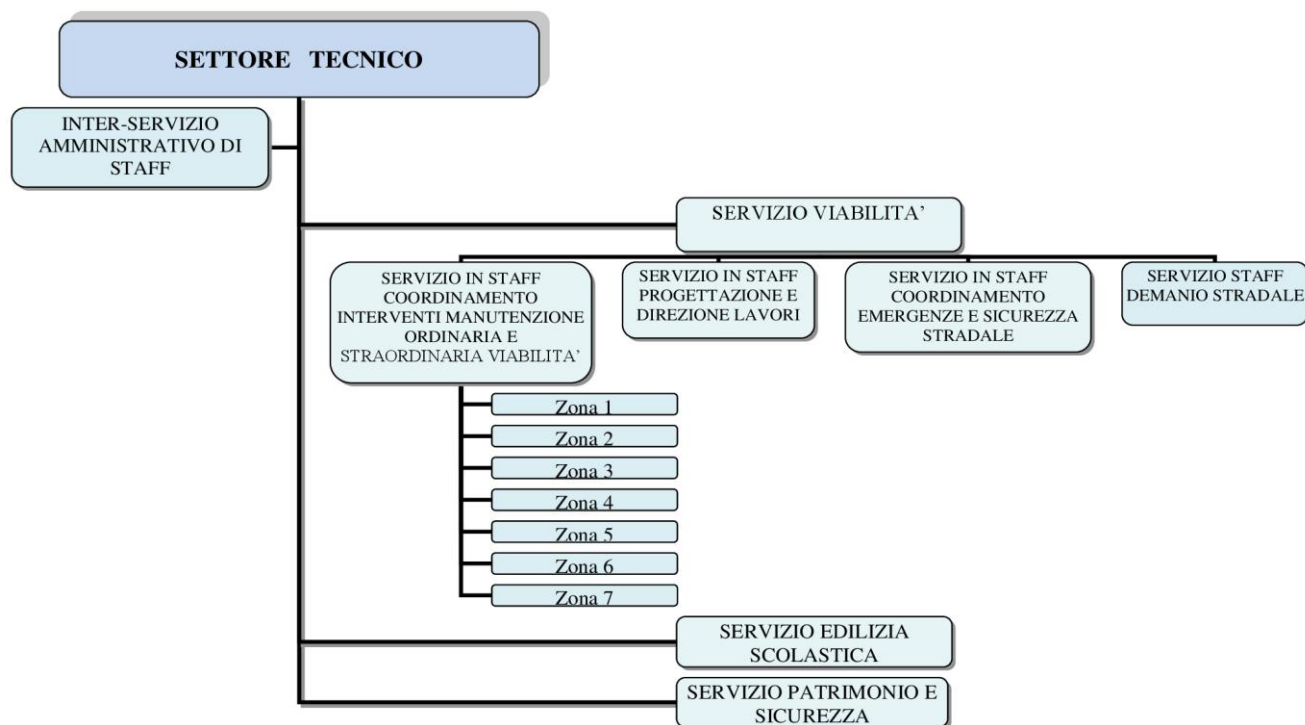 SETTORE TECNICO
INTER-SERVIZIO
AMMINISTRATIVO DI
STAFF
SERVIZIO VIABILITA’
SERVIZIO IN STAFF
COORDINAMENTO
INTERVENTI MANUTENZIONE
ORDINARIA E
STRAORDINARIA VIABILITA’
SERVIZIO IN STAFF
PROGETTAZIONE E
DIREZIONE LAVORI
SERVIZIO IN STAFF
COORDINAMENTO
EMERGENZE E SICUREZZA
STRADALE
SERVIZIO STAFF
DEMANIO STRADALE
Zona 1
Zona 2
Zona 3
Zona 4
Zona 5
Zona 6
Zona 7
SERVIZIO EDILIZIA
SCOLASTICA
SERVIZIO PATRIMONIO E
SICUREZZA